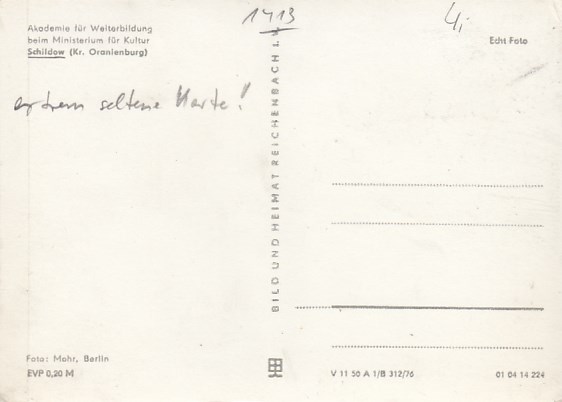 Akademie für Weiterbildung
beim Ministerium für Kultur
Schildow (Kr. Oranienburg)
1413
4,
Echt Foto
extrem seltene Karte!
BILD UND HEIMAT REICHENBACH I. V.
Foto: Mohr, Berlin
EVP 0,20 M
V 11 50 A 1/B 312/76
01 04 14 224